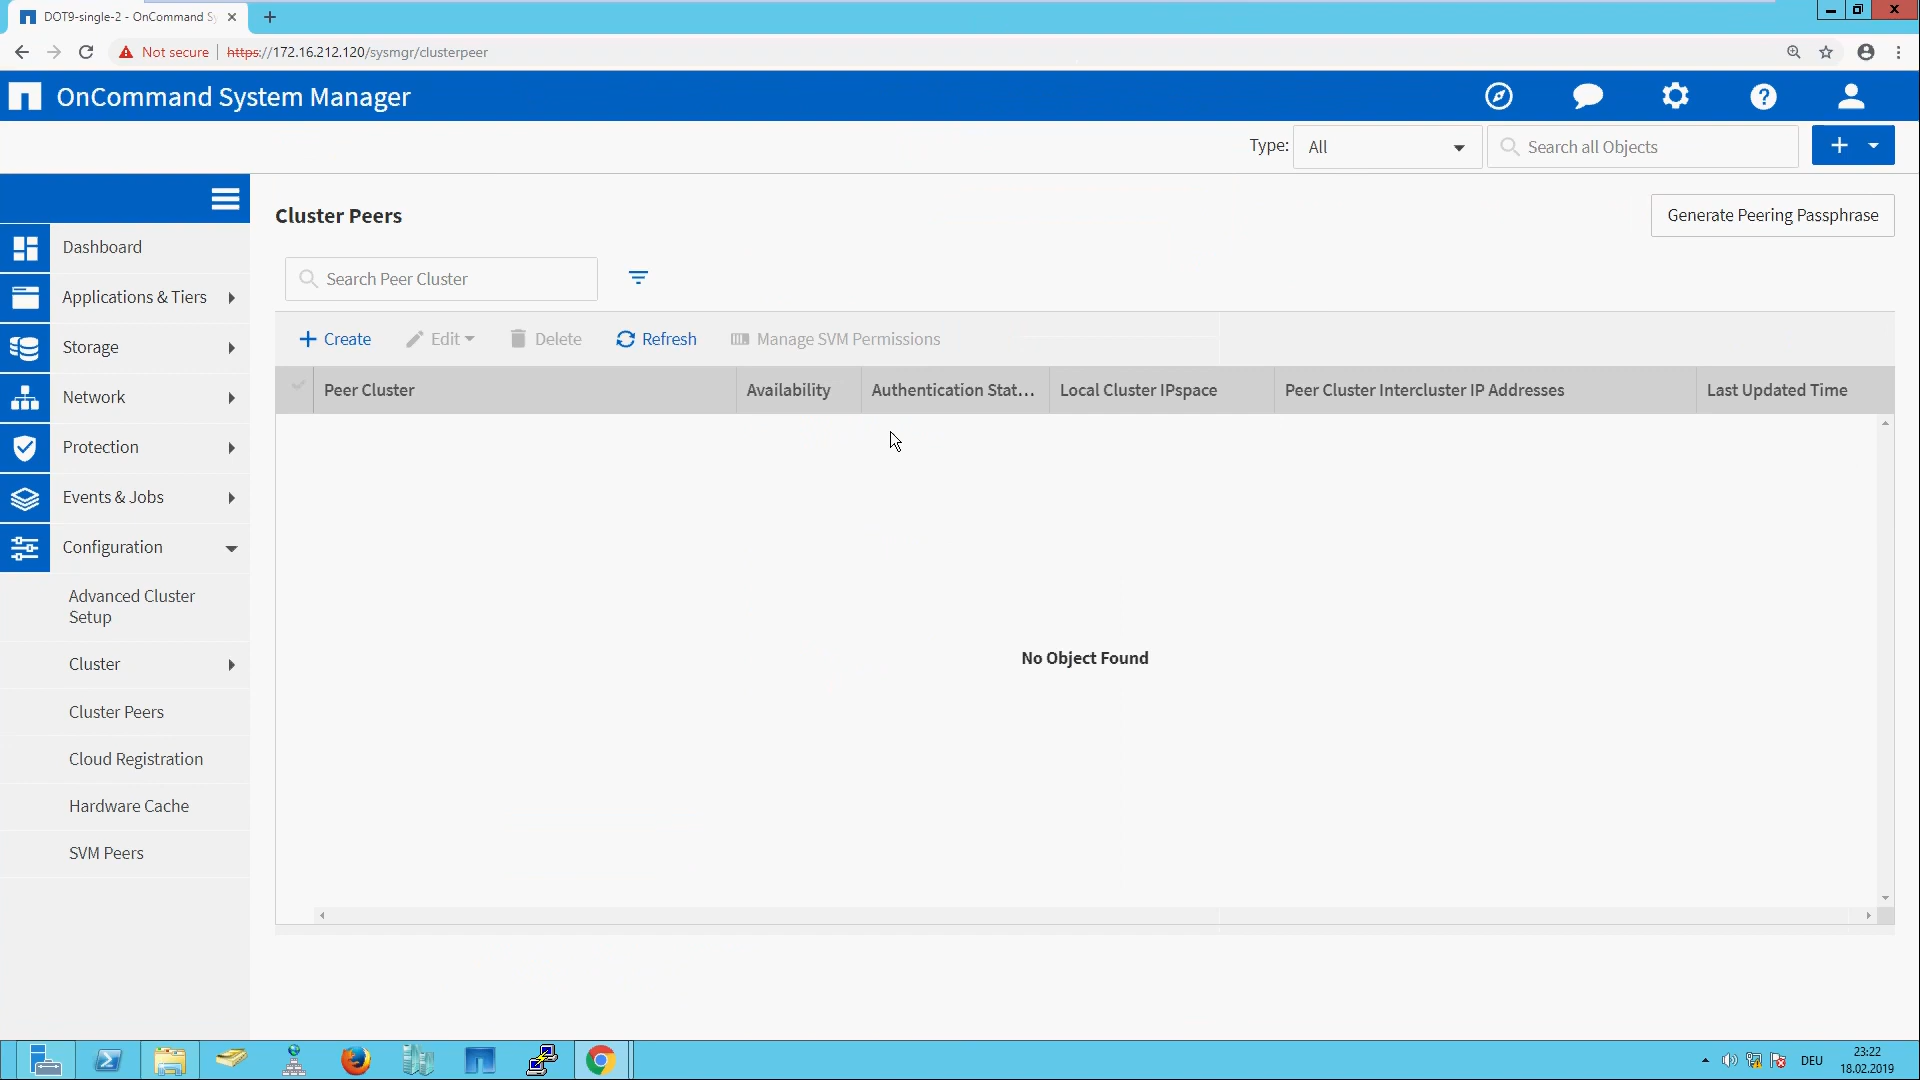 DOT9-single-2 - OnCommand Sy
Not secure
https://172.16.212.120/sysmgr/clusterpeer
OnCommand System Manager
Type: All
Search all Objects
Dashboard
Applications & Tiers
Storage
Network
Protection
Events & Jobs
Configuration
Advanced Cluster
Setup
Cluster
Cluster Peers
Cloud Registration
Hardware Cache
SVM Peers
Cluster Peers
Generate Peering Passphrase
Search Peer Cluster
Create Edit Delete Refresh Manage SVM Permissions
Peer Cluster Availability Authentication Stat... Local Cluster IPspace Peer Cluster Intercluster IP Addresses Last Updated Time
No Object Found
DEU
23:22
18.02.2019